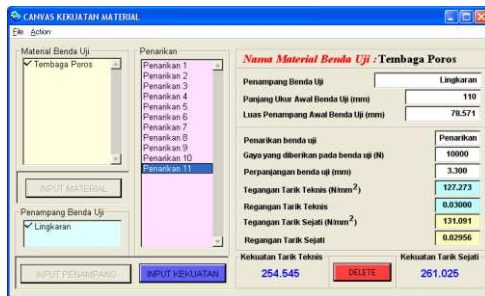 CANVAS KEKUATAN MATERIAL
File Action
Material Benda Uji
Tembaga Poros
INPUT MATERIAL
Penampang Benda Uji
Lingkaran
INPUT PENAMPANG
Penarikan
Penarikan 1
Penarikan 2
Penarikan 3
Penarikan 4
Penarikan 5
Penarikan 6
Penarikan 7
Penarikan 8
Penarikan 9
Penarikan 10
Penarikan 11
INPUT KEKUATAN
Nama Material Benda Uji : Tembaga Poros
Penampang Benda Uji Lingkaran
Panjang Ukur Awal Benda Uji (mm) 110
Luas Penampang Awal Benda Uji (mm) 78.571
Penarikan benda uji Penarikan
Gaya yang diberikan pada benda uji (N) 10000
Perpanjangan benda uji (mm) 3.300
Tegangan Tarik Teknis (N/mm²) 127.273
Regangan Tarik Teknis 0.03000
Tegangan Tarik Sejati (N/mm²) 131.091
Regangan Tarik Sejati 0.02956
Kekuatan Tarik Teknis
254.545
DELETE
Kekuatan Tarik Sejati
261.025